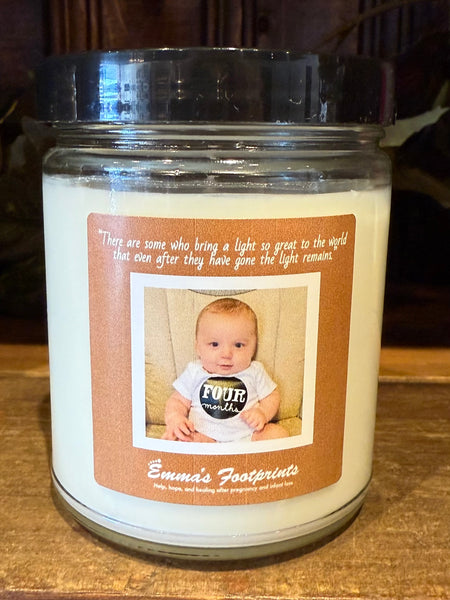 "There are some who bring a light so great to the world
that even after they have gone the light remains."
FOUR
months
Emma's Footprints
Help, hope, and healing after pregnancy and infant loss